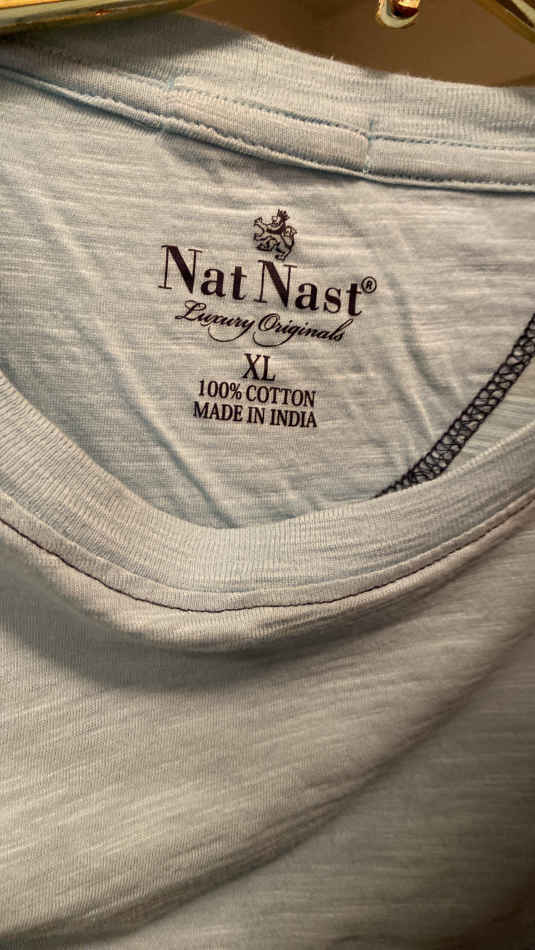 Nat Nast®
Luxury Originals
XL
100% COTTON
MADE IN INDIA